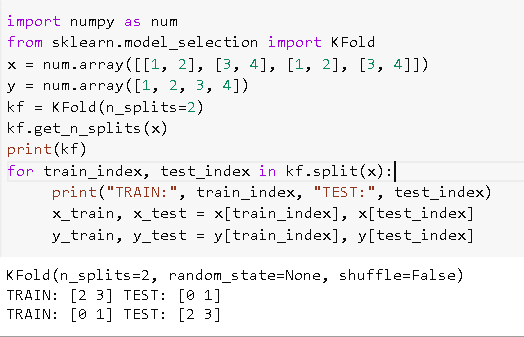 import numpy as num
from sklearn.model_selection import KFold
x = num.array([[1, 2], [3, 4], [1, 2], [3, 4]])
y = num.array([1, 2, 3, 4])
kf = KFold(n_splits=2)
kf.get_n_splits(x)
print(kf)
for train_index, test_index in kf.split(x):
     print("TRAIN:", train_index, "TEST:", test_index)
     x_train, x_test = x[train_index], x[test_index]
     y_train, y_test = y[train_index], y[test_index]
KFold(n_splits=2, random_state=None, shuffle=False)
TRAIN: [2 3] TEST: [0 1]
TRAIN: [0 1] TEST: [2 3]